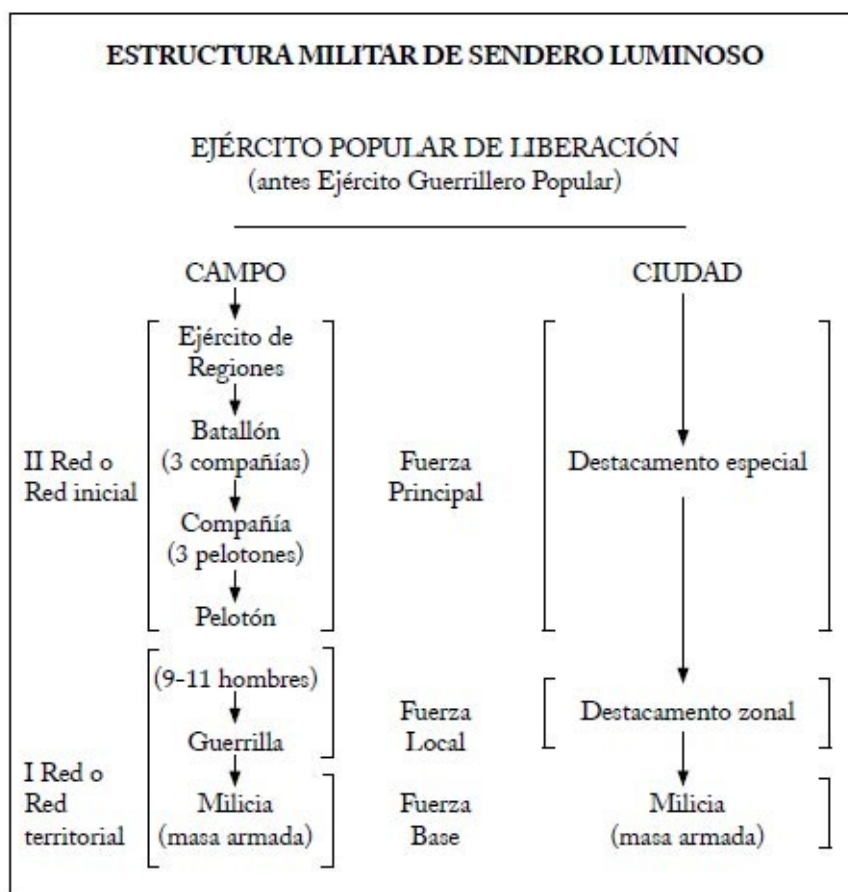 ESTRUCTURA MILITAR DE SENDERO LUMINOSO
EJÉRCITO POPULAR DE LIBERACIÓN
(antes Ejército Guerrillero Popular)
CAMPO
CIUDAD
Ejército de
Regiones
Batallón
(3 compañías)
Compañía
(3 pelotones)
Pelotón
II Red o
Red inicial
Fuerza
Principal
Destacamento especial
(9-11 hombres)
Guerrilla
Fuerza
Local
Destacamento zonal
I Red o
Red
territorial
Milicia
(masa armada)
Fuerza
Base
Milicia
(masa armada)